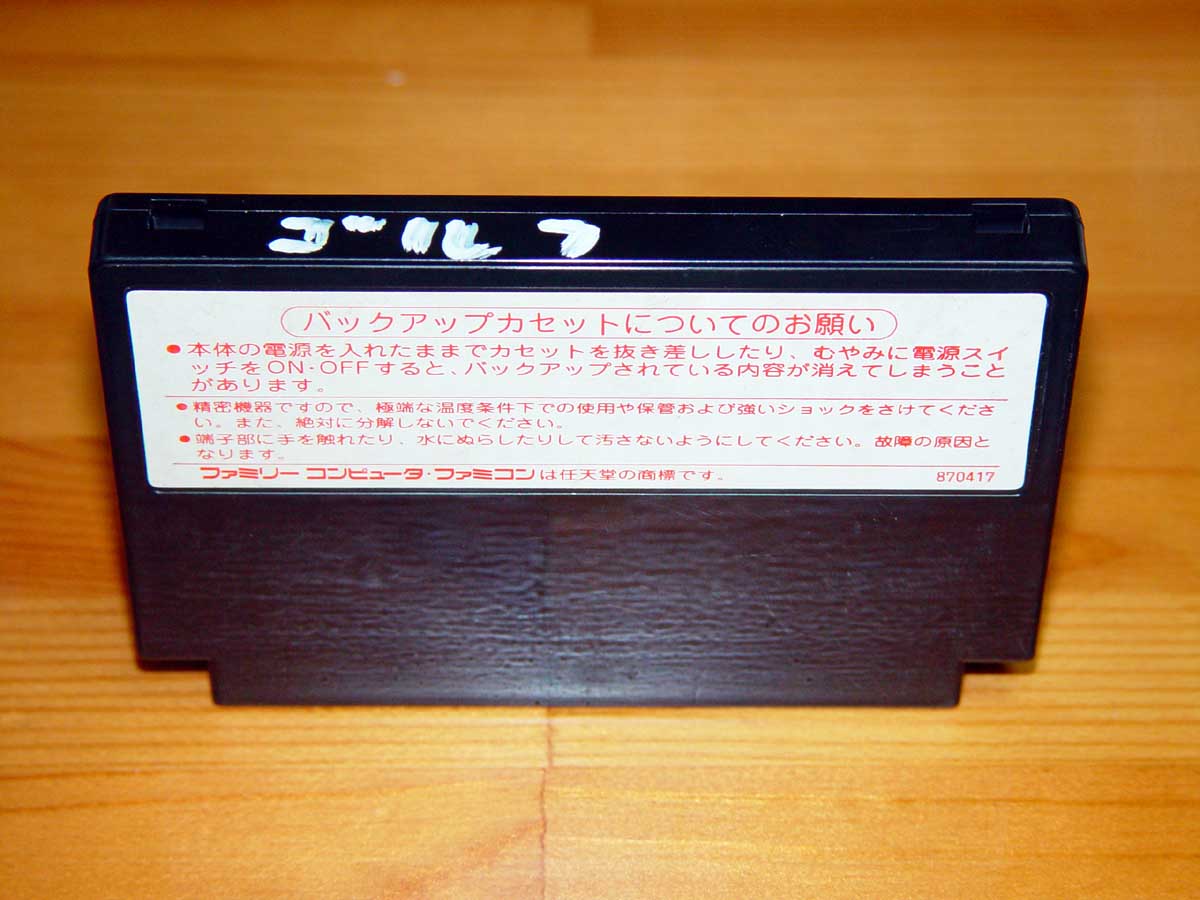 バックアップカセットについてのお願い
●本体の電源を入れたままでカセットを抜き差ししたり、むやみに電源スイ
ッチをON・OFFすると、バックアップされている内容が消えてしまうこと
があります。
●精密機器ですので、極端な温度条件下での使用や保管および強いショックをさけてくださ
い。また、絶対に分解しないでください。
●端子部に手を触れたり、水にぬらしたりして汚さないようにしてください。故障の原因と
なります。
ファミリーコンピュータ・ファミコンは任天堂の商標です。 870417